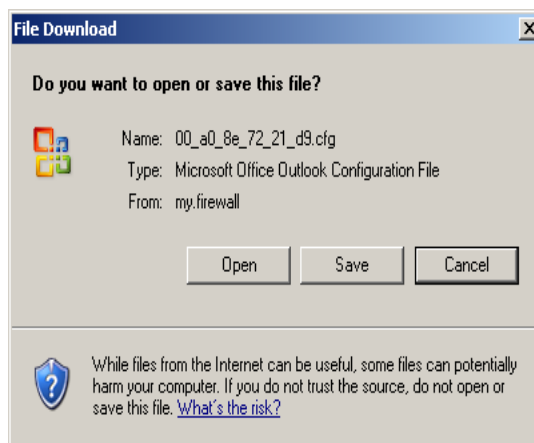 File Download
Do you want to open or save this file?
Name: 00_a0_8e_72_21_d9.cfg
Type: Microsoft Office Outlook Configuration File
From: my.firewall
Open Save Cancel
While files from the Internet can be useful, some files can potentially
harm your computer. If you do not trust the source, do not open or
save this file. What's the risk?